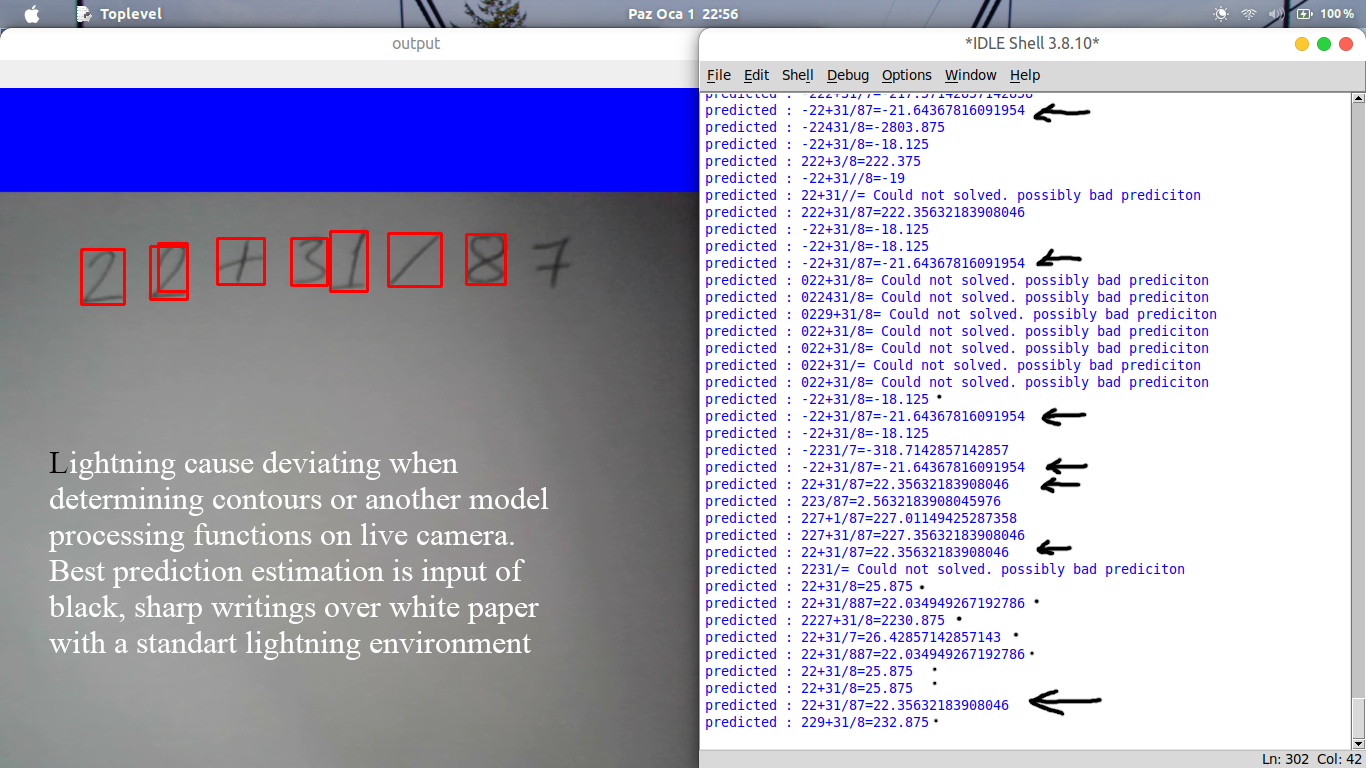 Toplevel
Paz Oca 1 22:56
100%
output
*IDLE Shell 3.8.10*
File Edit Shell Debug Options Window Help
predicted : -222+31/7=-217.57142857142858
predicted : -22+31/87=-21.64367816091954
predicted : -22431/8=-2803.875
predicted : -22+31/8=-18.125
predicted : 222+3/8=222.375
predicted : -22+31//8=-19
predicted : 22+31//= Could not solved. possibly bad prediciton
predicted : 222+31/87=222.35632183908046
predicted : -22+31/8=-18.125
predicted : -22+31/8=-18.125
predicted : -22+31/87=-21.64367816091954
predicted : 022+31/8= Could not solved. possibly bad prediciton
predicted : 022431/8= Could not solved. possibly bad prediciton
predicted : 0229+31/8= Could not solved. possibly bad prediciton
predicted : 022+31/8= Could not solved. possibly bad prediciton
predicted : 022+31/8= Could not solved. possibly bad prediciton
predicted : 022+31/= Could not solved. possibly bad prediciton
predicted : 022+31/8= Could not solved. possibly bad prediciton
predicted : -22+31/8=-18.125
predicted : -22+31/87=-21.64367816091954
predicted : -22+31/8=-18.125
predicted : -2231/7=-318.7142857142857
predicted : -22+31/87=-21.64367816091954
predicted : 22+31/87=22.35632183908046
predicted : 223/87=2.5632183908045976
predicted : 227+1/87=227.01149425287358
predicted : 227+31/87=227.35632183908046
predicted : 22+31/87=22.35632183908046
predicted : 2231/= Could not solved. possibly bad prediciton
predicted : 22+31/8=25.875
predicted : 22+31/887=22.034949267192786
predicted : 2227+31/8=2230.875
predicted : 22+31/7=26.42857142857143
predicted : 22+31/887=22.034949267192786
predicted : 22+31/8=25.875
predicted : 22+31/8=25.875
predicted : 22+31/87=22.35632183908046
predicted : 229+31/8=232.875
22+31/87
Lightning cause deviating when
determining contours or another model
processing functions on live camera.
Best prediction estimation is input of
black, sharp writings over white paper
with a standart lightning environment
Ln: 302 Col: 42